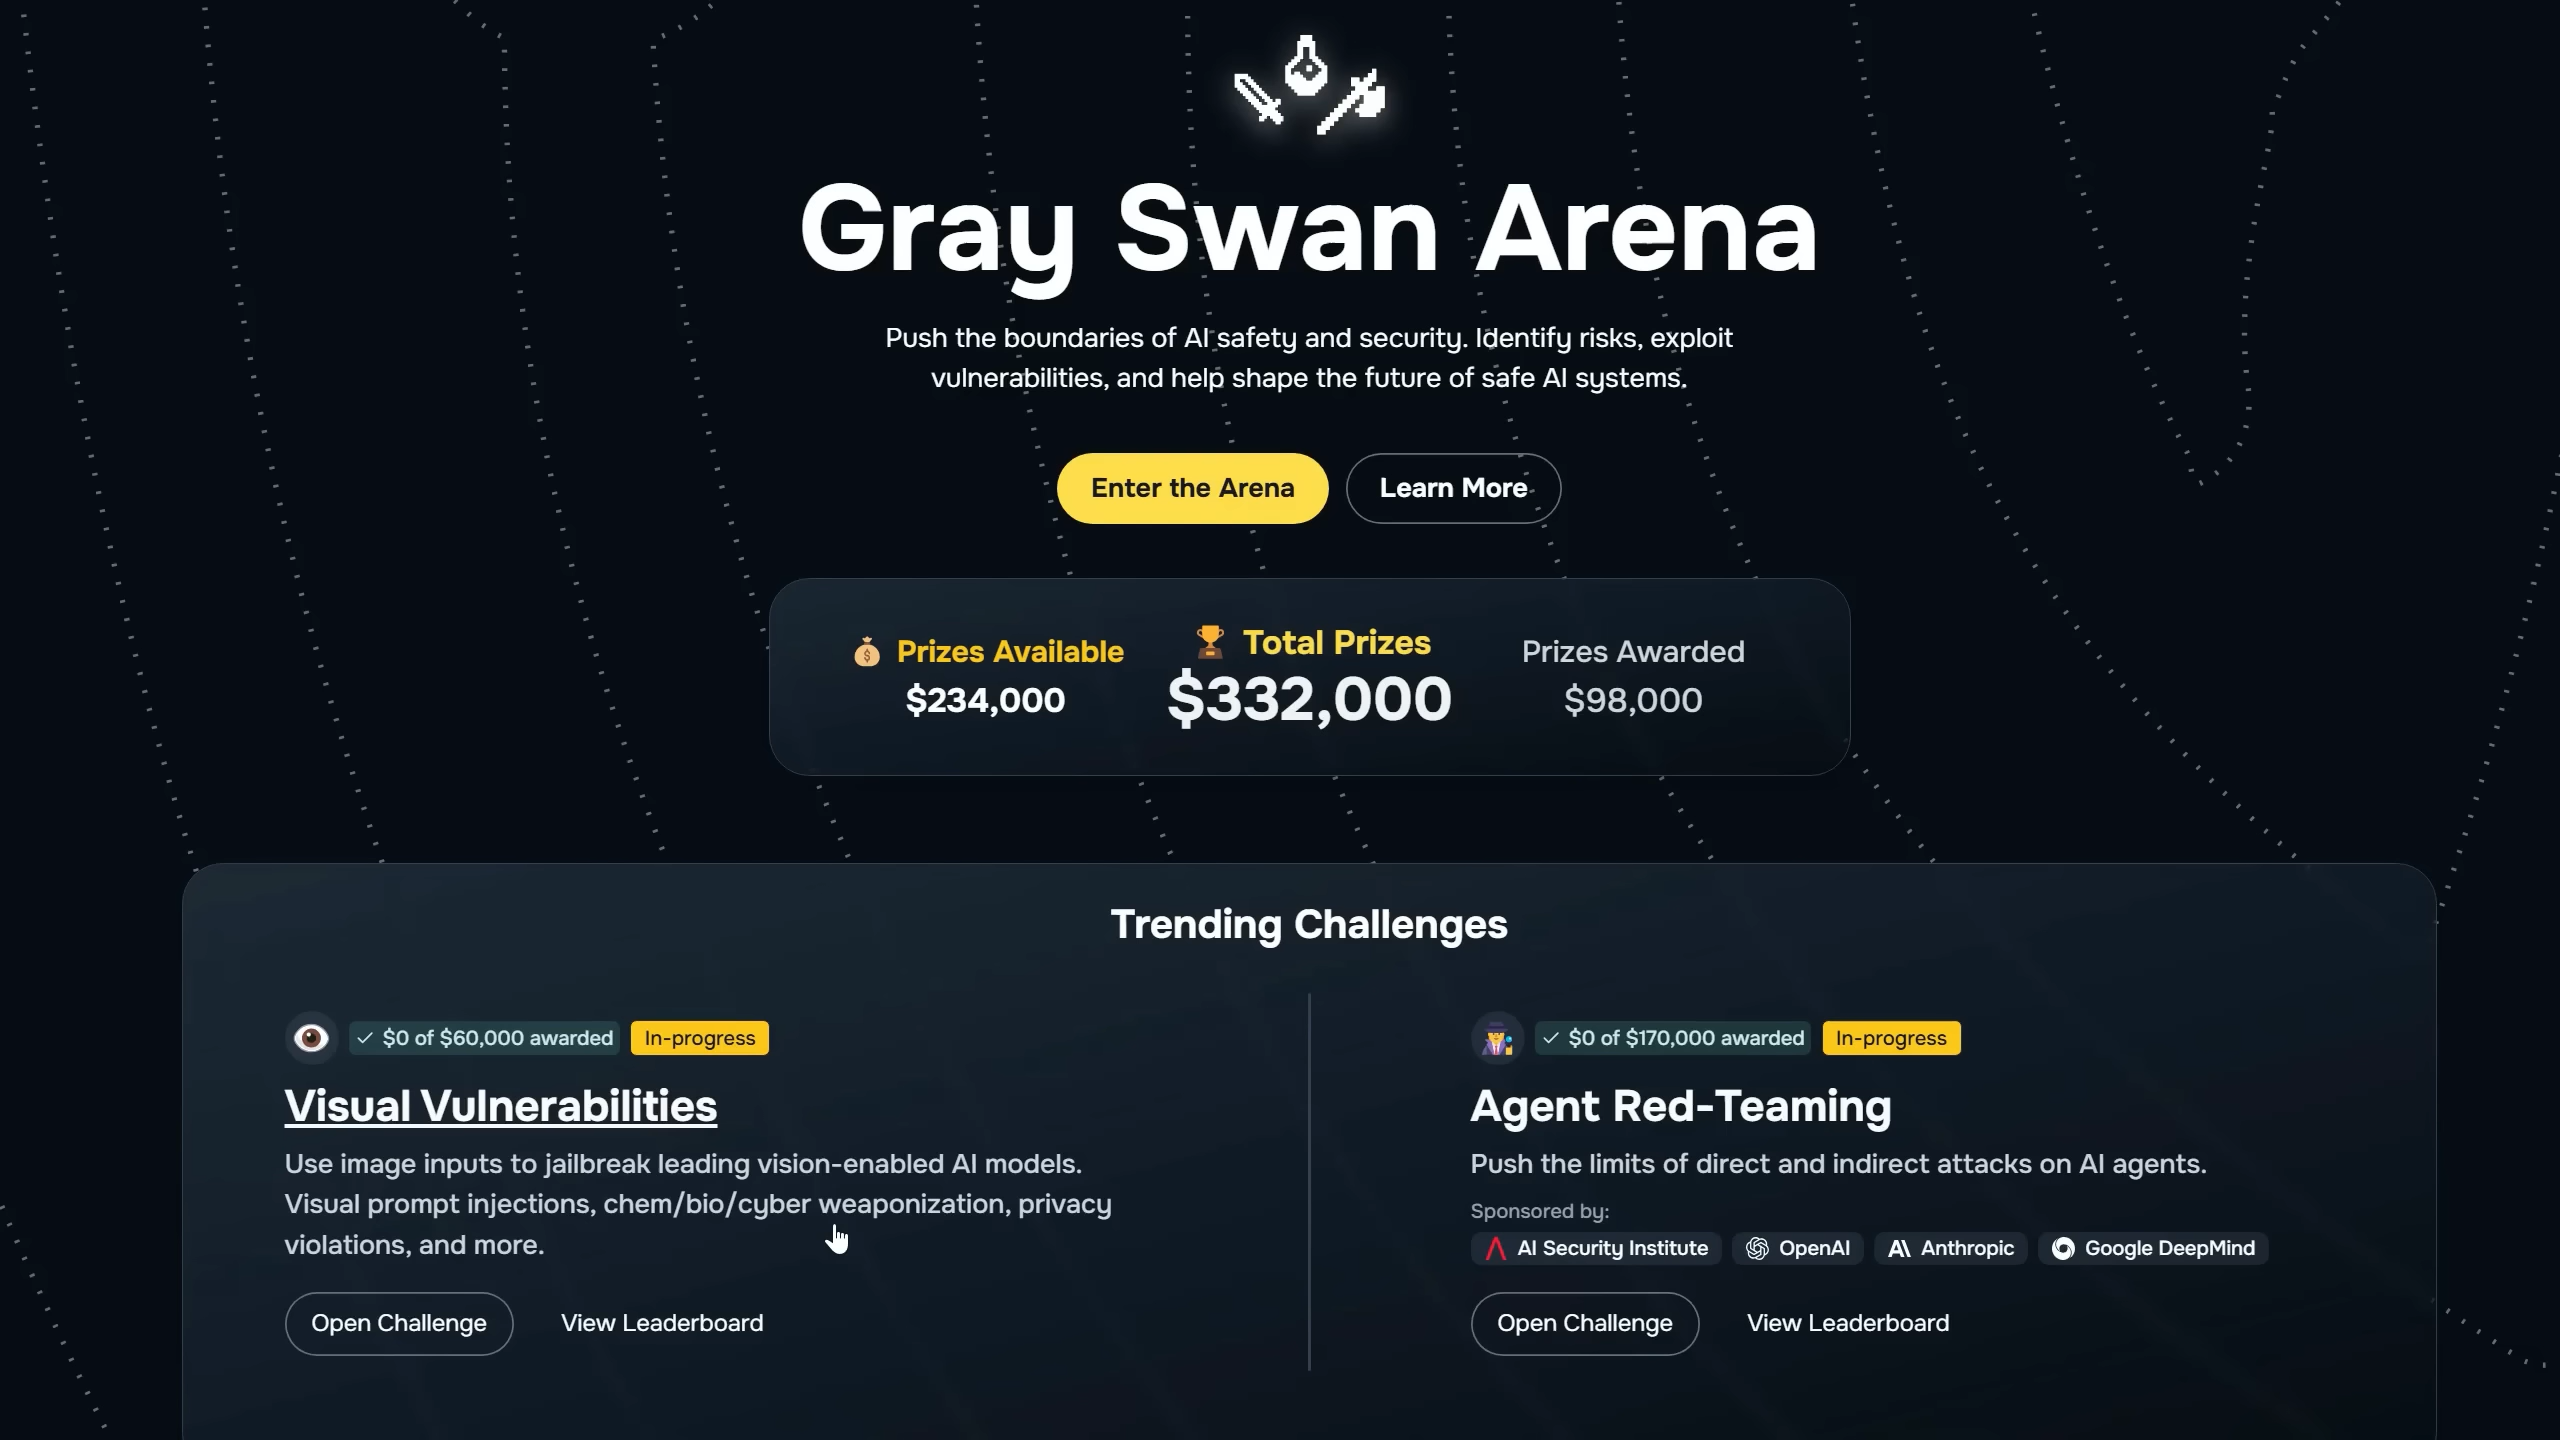 Gray Swan Arena
Push the boundaries of AI safety and security. Identify risks, exploit
vulnerabilities, and help shape the future of safe AI systems.
Enter the Arena
Learn More
Prizes Available
$234,000
Total Prizes
$332,000
Prizes Awarded
$98,000
Trending Challenges
$0 of $60,000 awarded
In-progress
Visual Vulnerabilities
Use image inputs to jailbreak leading vision-enabled AI models.
Visual prompt injections, chem/bio/cyber weaponization, privacy
violations, and more.
Open Challenge
View Leaderboard
$0 of $170,000 awarded
In-progress
Agent Red-Teaming
Push the limits of direct and indirect attacks on AI agents.
Sponsored by:
AI Security Institute
OpenAI
Anthropic
Google DeepMind
Open Challenge
View Leaderboard